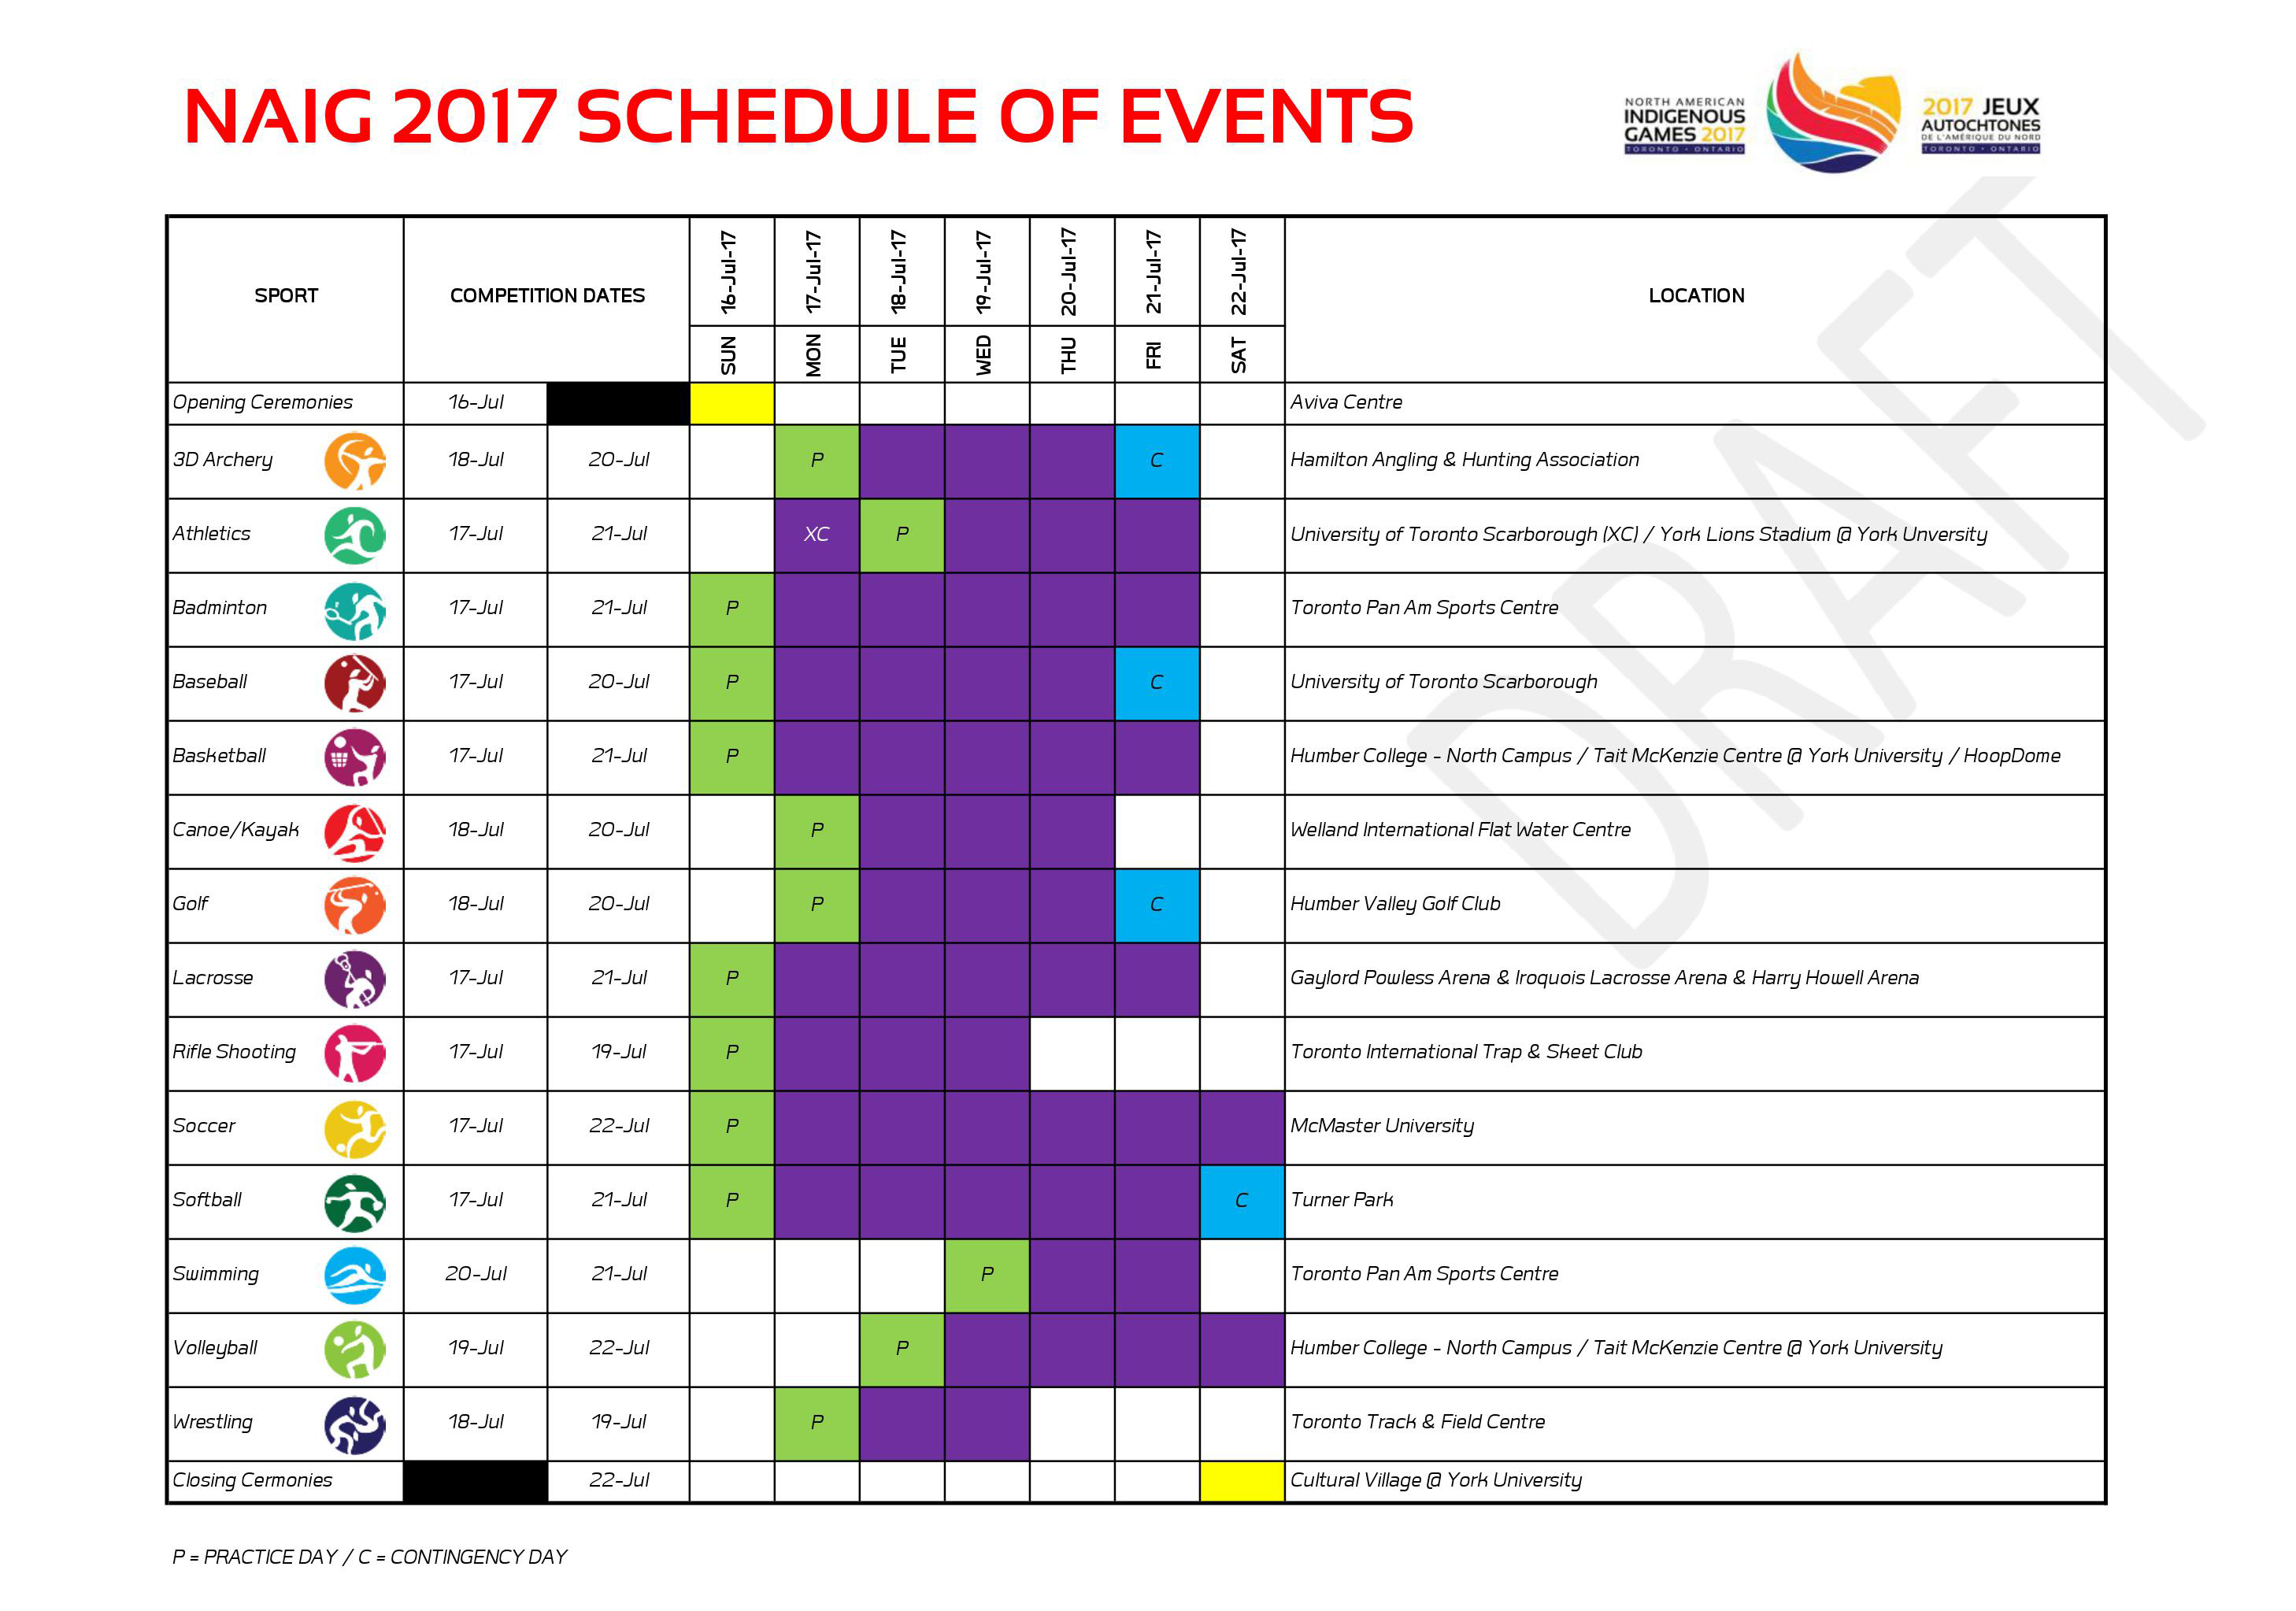 NAIG 2017 SCHEDULE OF EVENTS
NORTH AMERICAN
INDIGENOUS
GAMES 2017
TORONTO • ONTARIO
2017 JEUX
AUTOCHTONES
DE L'AMÉRIQUE DU NORD
TORONTO • ONTARIO
SPORT COMPETITION DATES 16-Jul-17 17-Jul-17 18-Jul-17 19-Jul-17 20-Jul-17 21-Jul-17 22-Jul-17 LOCATION
SUN MON TUE WED THU FRI SAT
Opening Ceremonies 16-Jul Aviva Centre
3D Archery 18-Jul 20-Jul P C Hamilton Angling & Hunting Association
Athletics 17-Jul 21-Jul XC P University of Toronto Scarborough (XC) / York Lions Stadium @ York Unversity
Badminton 17-Jul 21-Jul P Toronto Pan Am Sports Centre
Baseball 17-Jul 20-Jul P C University of Toronto Scarborough
Basketball 17-Jul 21-Jul P Humber College - North Campus / Tait McKenzie Centre @ York University / HoopDome
Canoe/Kayak 18-Jul 20-Jul P Welland International Flat Water Centre
Golf 18-Jul 20-Jul P C Humber Valley Golf Club
Lacrosse 17-Jul 21-Jul P Gaylord Powless Arena & Iroquois Lacrosse Arena & Harry Howell Arena
Rifle Shooting 17-Jul 19-Jul P Toronto International Trap & Skeet Club
Soccer 17-Jul 22-Jul P McMaster University
Softball 17-Jul 21-Jul P C Turner Park
Swimming 20-Jul 21-Jul P Toronto Pan Am Sports Centre
Volleyball 19-Jul 22-Jul P Humber College - North Campus / Tait McKenzie Centre @ York University
Wrestling 18-Jul 19-Jul P Toronto Track & Field Centre
Closing Cermonies 22-Jul Cultural Village @ York University
P = PRACTICE DAY / C = CONTINGENCY DAY
DRAFT